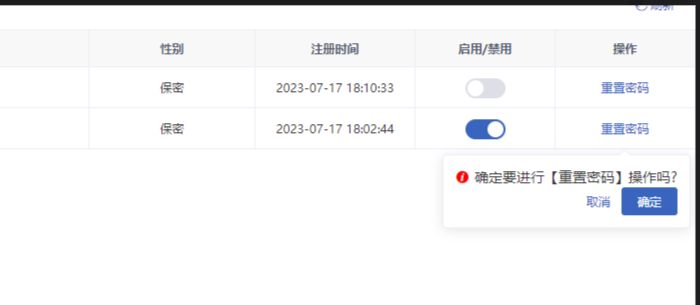 刷新
性别 注册时间 启用/禁用 操作
保密 2023-07-17 18:10:33 重置密码
保密 2023-07-17 18:02:44 重置密码
确定要进行【重置密码】操作吗?
取消 确定